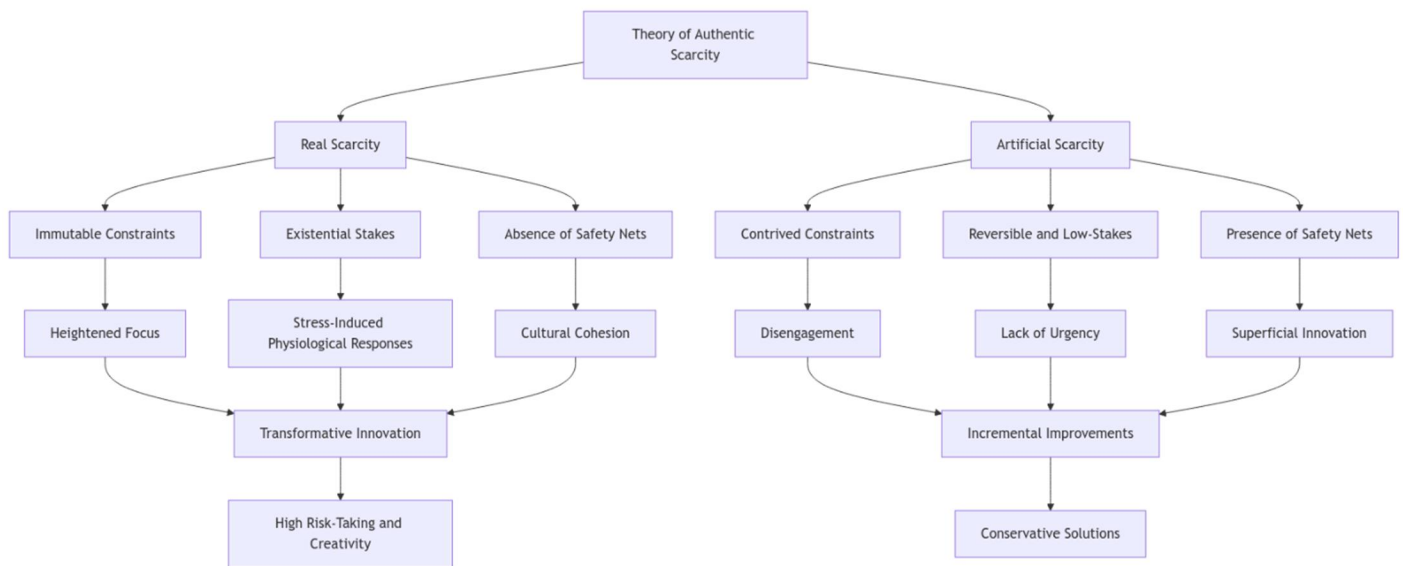 Theory of Authentic
Scarcity
Real Scarcity
Artificial Scarcity
Immutable Constraints
Existential Stakes
Absence of Safety Nets
Contrived Constraints
Reversible and Low-Stakes
Presence of Safety Nets
Heightened Focus
Stress-Induced
Physiological Responses
Cultural Cohesion
Disengagement
Lack of Urgency
Superficial Innovation
Transformative Innovation
Incremental Improvements
High Risk-Taking and
Creativity
Conservative Solutions